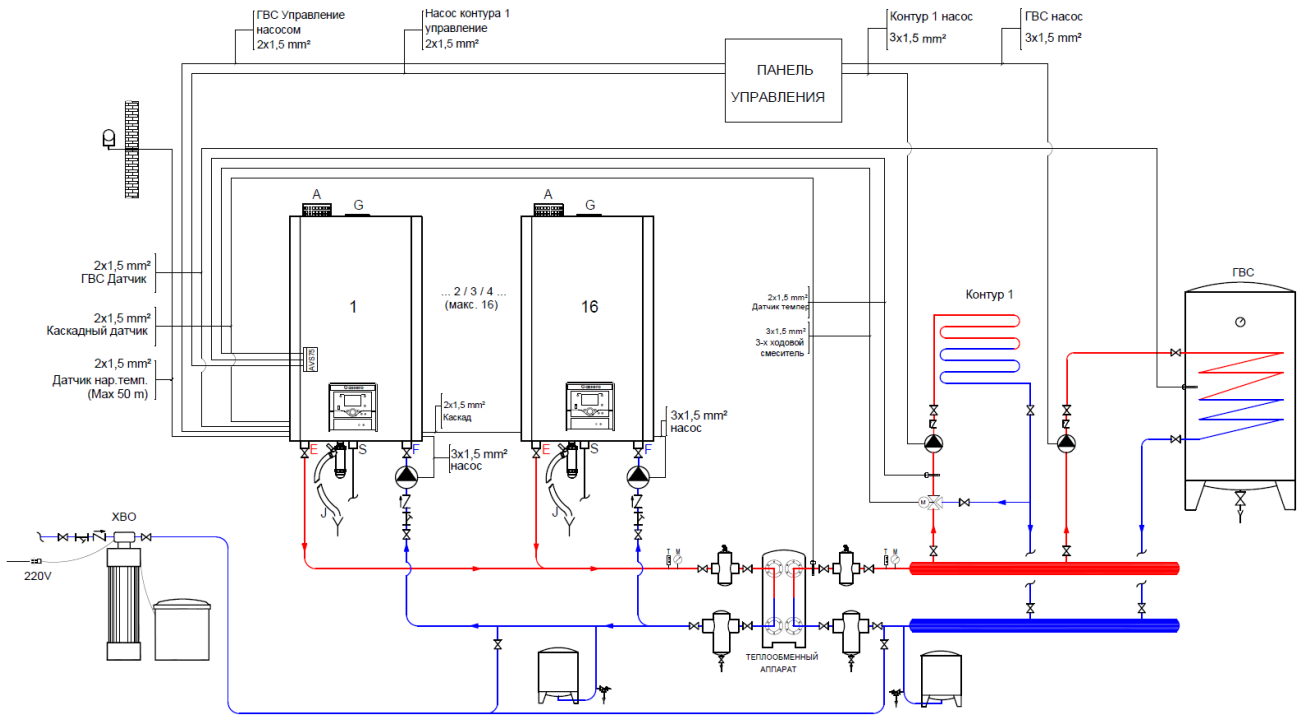 ГВС Управление
насосом
2x1,5 mm²
Насос контура 1
управление
2x1,5 mm²
Контур 1 насос
3x1,5 mm²
ГВС насос
3x1,5 mm²
ПАНЕЛЬ
УПРАВЛЕНИЯ
A
G
A
G
2x1,5 mm²
ГВС Датчик
2x1,5 mm²
Каскадный датчик
2x1,5 mm²
Датчик нар.темп.
(Max 50 m)
1
AVS75
... 2 / 3 / 4 ...
(макс. 16)
16
2x1,5 mm²
Датчик темпер
3x1,5 mm²
3-х ходовой
смеситель
Контур 1
ГВС
2x1,5 mm²
Каскад
3x1,5 mm²
насос
3x1,5 mm²
насос
E
S
F
E
S
F
J
J
M
ХВО
220V
T
M
T
M
ТЕПЛООБМЕННЫЙ
АППАРАТ